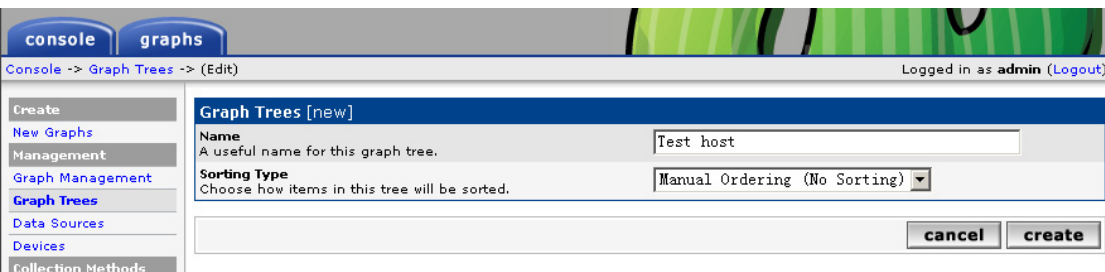 console graphs
Console -> Graph Trees -> (Edit)
Logged in as admin (Logout)
Create
New Graphs
Management
Graph Management
Graph Trees
Data Sources
Devices
Collection Methods
Graph Trees [new]
Name
A useful name for this graph tree.
Test host
Sorting Type
Choose how items in this tree will be sorted.
Manual Ordering (No Sorting)
cancel create